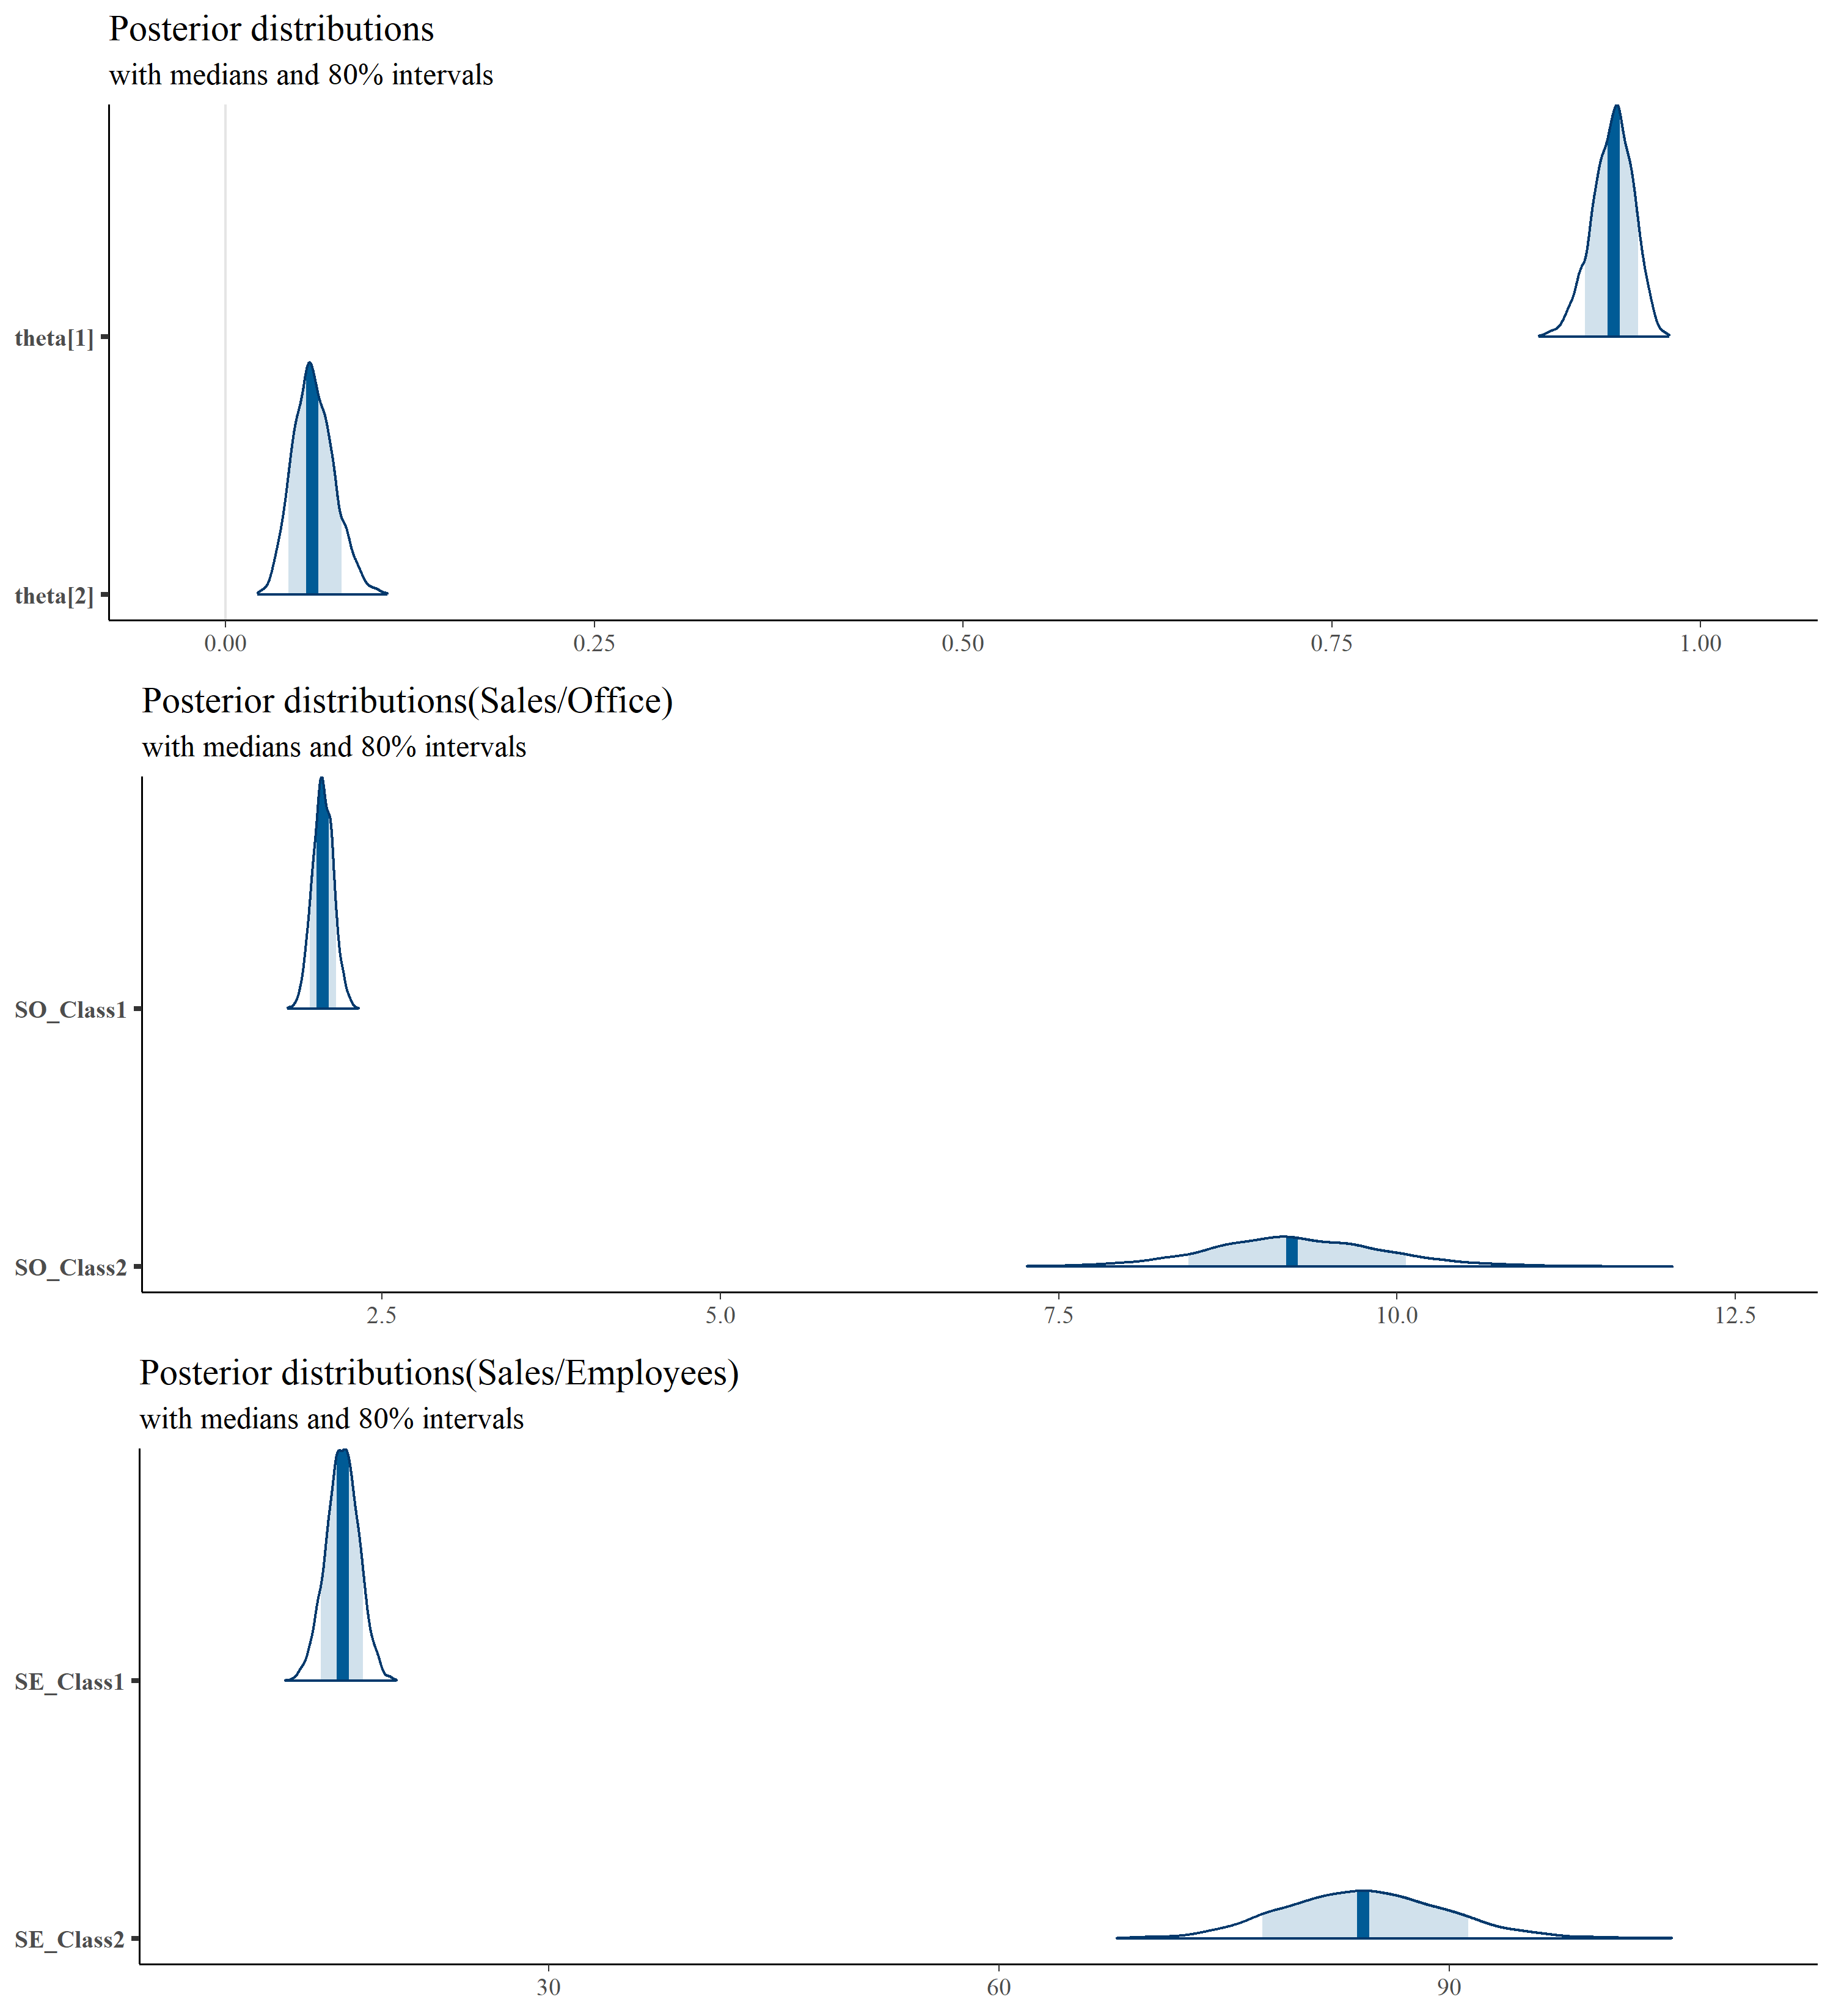 Posterior distributions
with medians and 80% intervals
theta[1]
theta[2]
0.00 0.25 0.50 0.75 1.00
Posterior distributions(Sales/Office)
with medians and 80% intervals
SO_Class1
SO_Class2
2.5 5.0 7.5 10.0 12.5
Posterior distributions(Sales/Employees)
with medians and 80% intervals
SE_Class1
SE_Class2
30 60 90